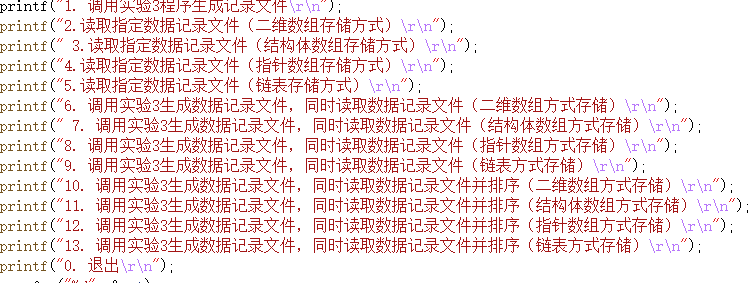 printf("1. 调用实验3程序生成记录文件\r\n");
printf("2.读取指定数据记录文件（二维数组存储方式）\r\n");
printf(" 3.读取指定数据记录文件（结构体数组存储方式）\r\n");
printf("4.读取指定数据记录文件（指针数组存储方式）\r\n");
printf("5.读取指定数据记录文件（链表存储方式）\r\n");
printf("6. 调用实验3生成数据记录文件，同时读取数据记录文件（二维数组方式存储）\r\n");
printf(" 7. 调用实验3生成数据记录文件，同时读取数据记录文件（结构体数组方式存储）\r\n");
printf("8. 调用实验3生成数据记录文件，同时读取数据记录文件（指针数组方式存储）\r\n");
printf("9. 调用实验3生成数据记录文件，同时读取数据记录文件（链表方式存储）\r\n");
printf("10. 调用实验3生成数据记录文件，同时读取数据记录文件并排序（二维数组方式存储）\r\n");
printf("11. 调用实验3生成数据记录文件，同时读取数据记录文件并排序（结构体数组方式存储）\r\n");
printf("12. 调用实验3生成数据记录文件，同时读取数据记录文件并排序（指针数组方式存储）\r\n");
printf("13. 调用实验3生成数据记录文件，同时读取数据记录文件并排序（链表方式存储）\r\n");
printf("0. 退出\r\n");